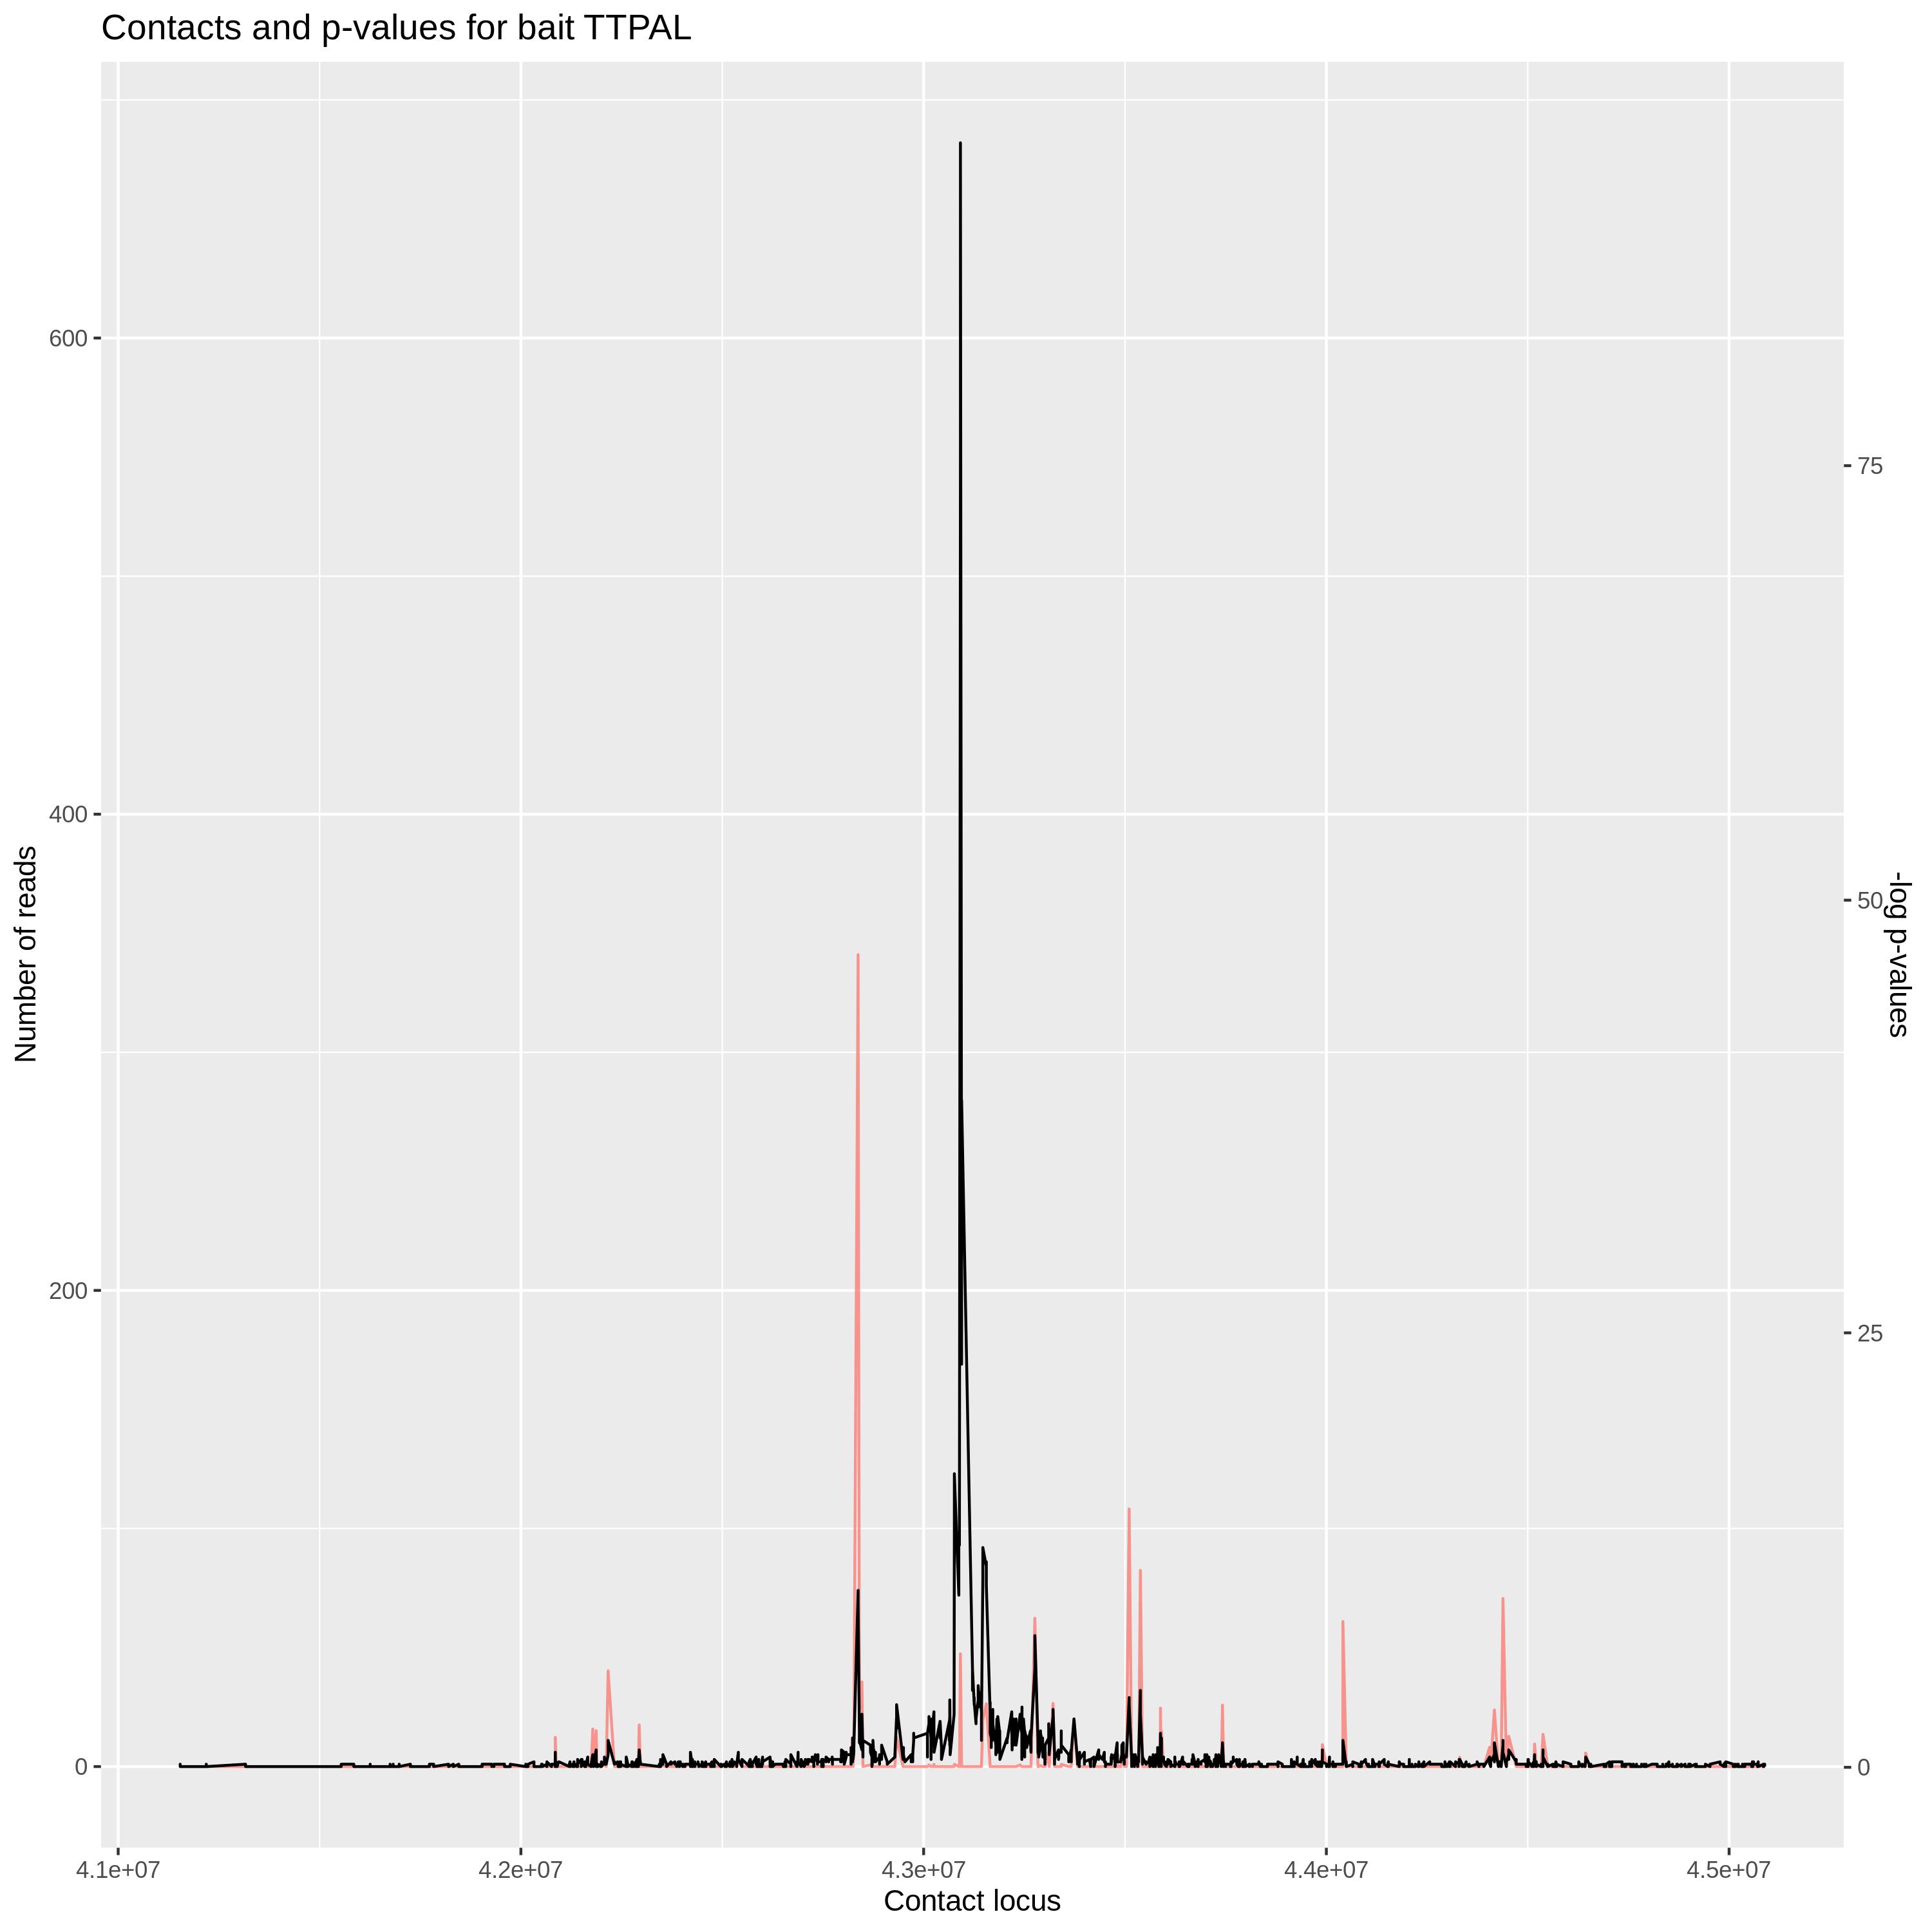 Contacts and p-values for bait TTPAL
600
400
200
0
Number of reads
75
50
25
0
-log p-values
4.1e+07 4.2e+07 4.3e+07 4.4e+07 4.5e+07
Contact locus